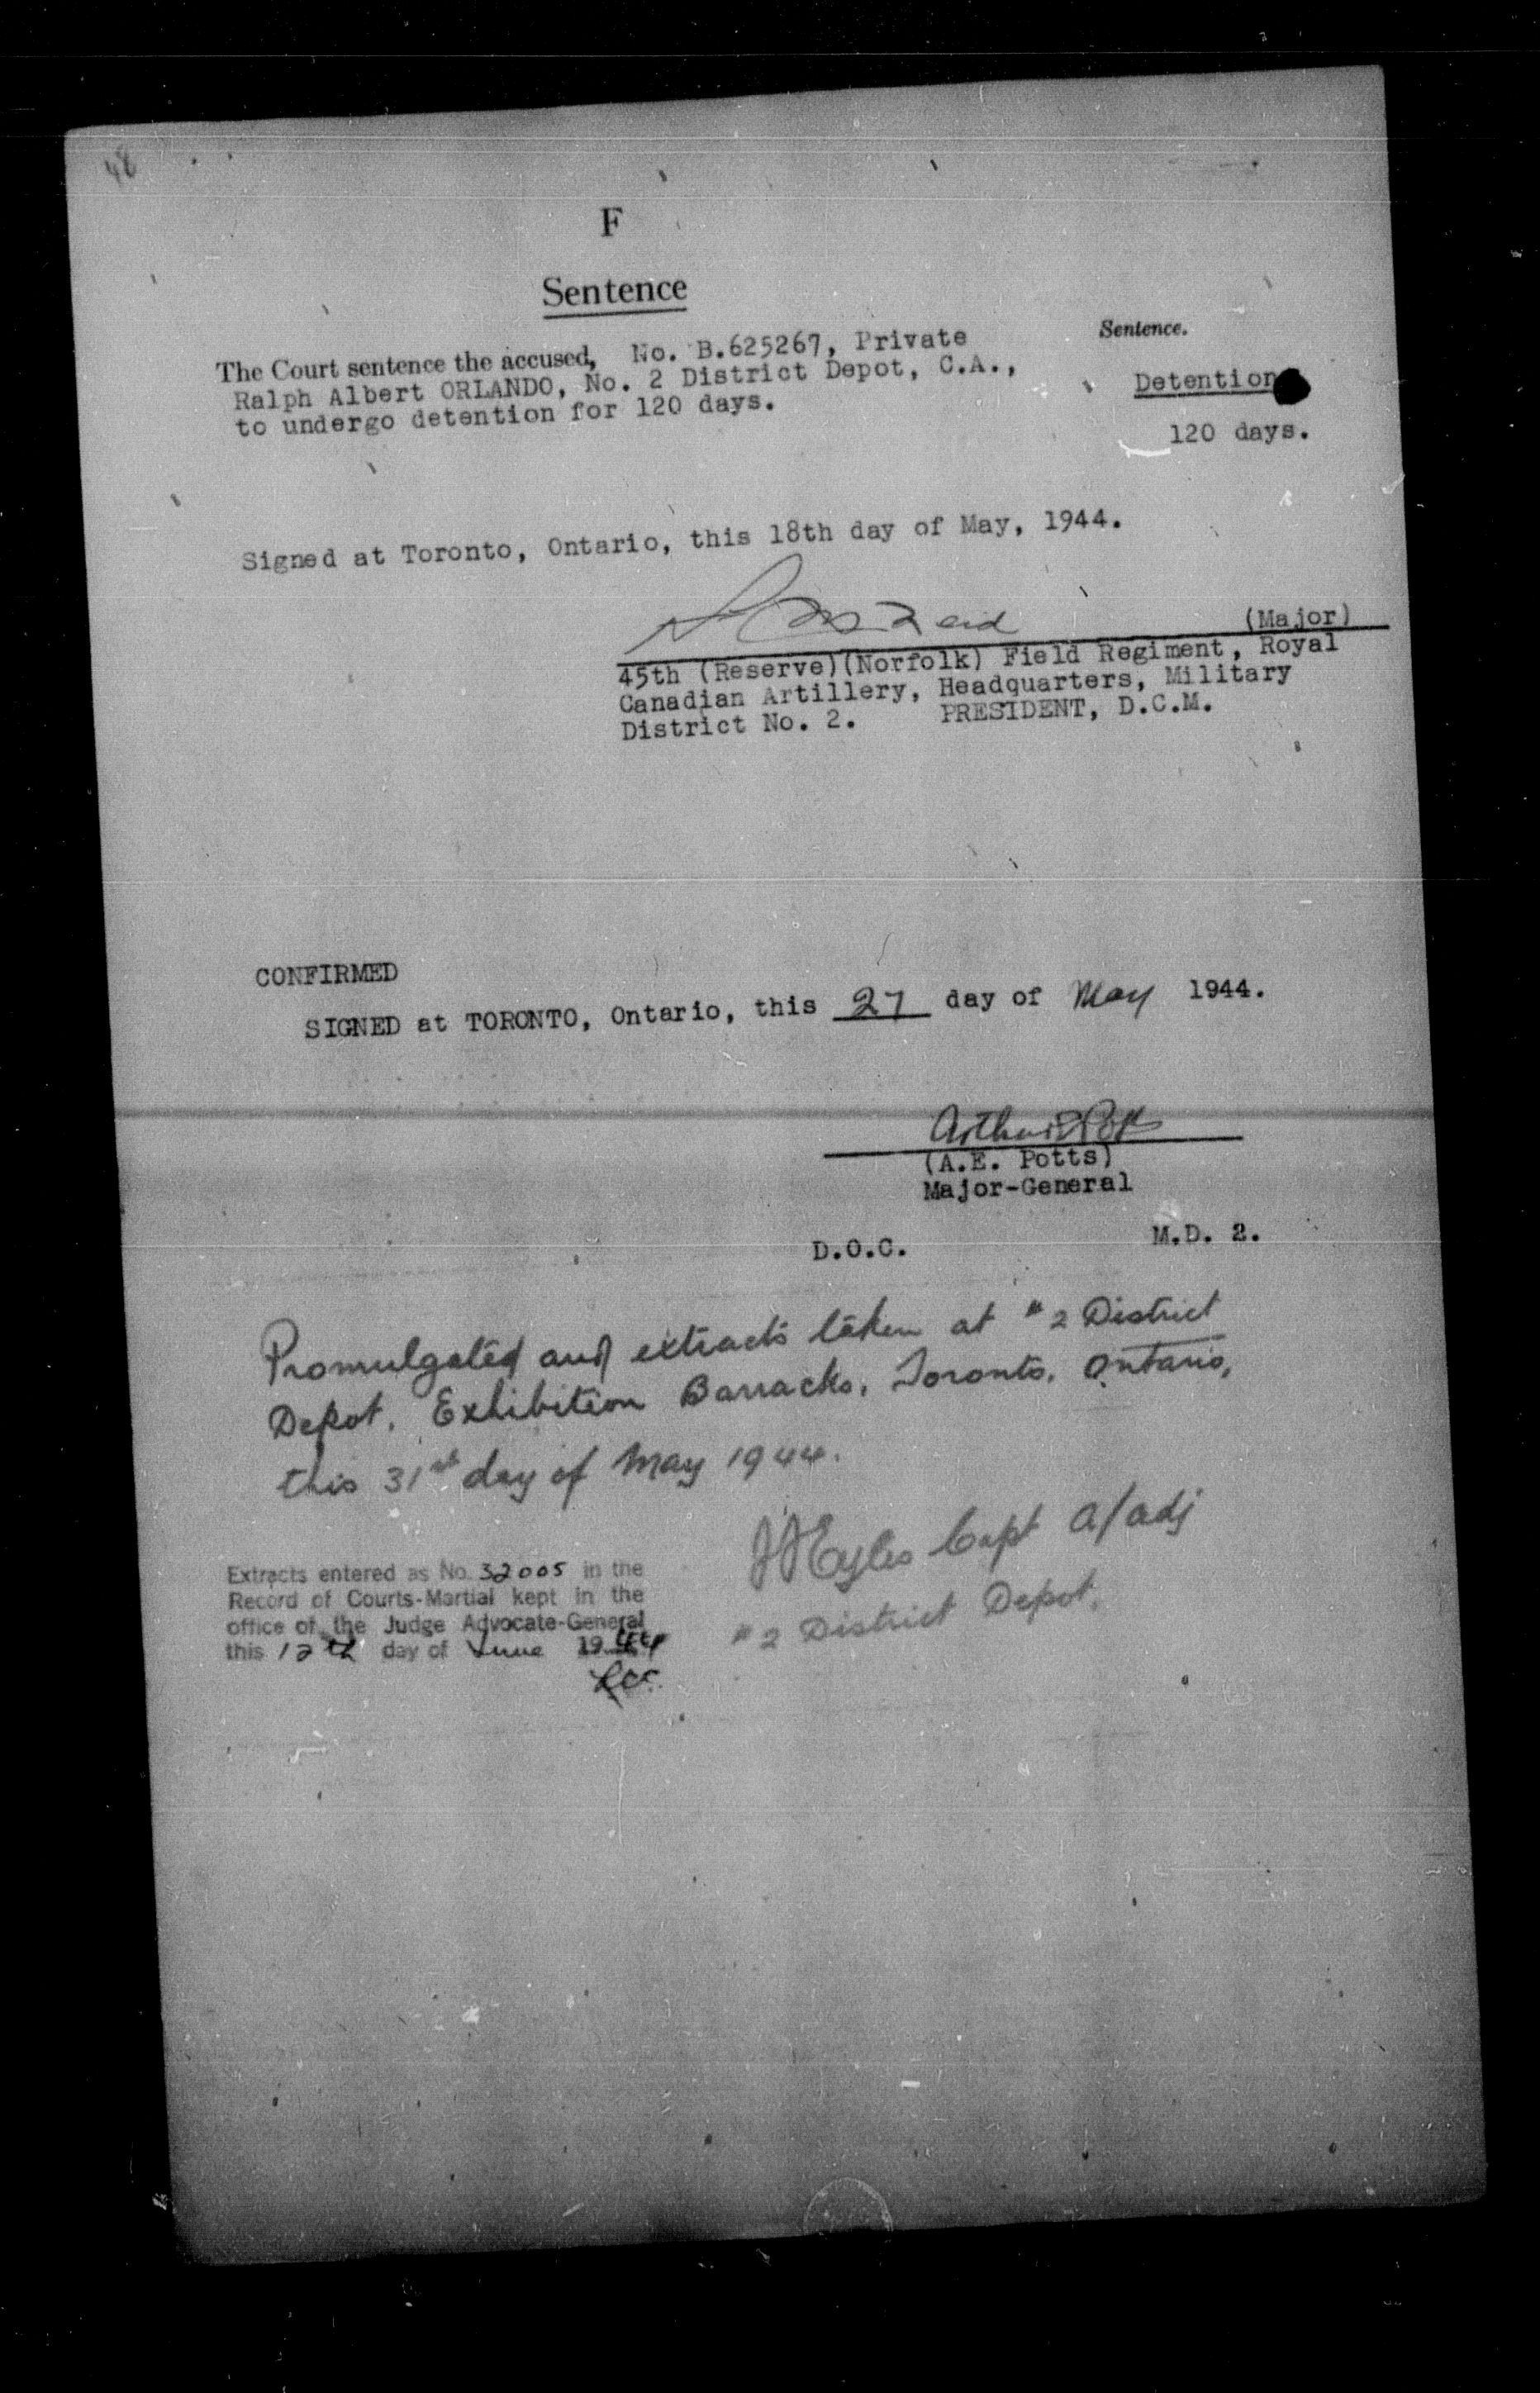 48
F
Sentence
The Court sentence the accused, No. B.625267, Private
Ralph Albert ORLANDO, No. 2 District Depot, C.A.,
to undergo detention for 120 days.
Sentence.
Detention
120 days.
Signed at Toronto, Ontario, this 18th day of May, 1944.
Reid (Major)
45th (Reserve)(Norfolk) Field Regiment, Royal
Canadian Artillery, Headquarters, Military
District No. 2. PRESIDENT, D.C.M.
CONFIRMED
SIGNED at TORONTO, Ontario, this 27 day of May 1944.
Arthur E Potts
(A.E. Potts)
Major-General
D.O.C. M.D. 2.
Promulgated and extracts taken at # 2 District
Depot, Exhibition Barracks, Toronto, Ontario,
this 31st day of May 1944.
Eyles Capt a/adj
# 2 District Depot.
Extracts entered as No. 32005 in the
Record of Courts-Martial kept in the
office of the Judge Advocate-General
this 12th day of June 1944